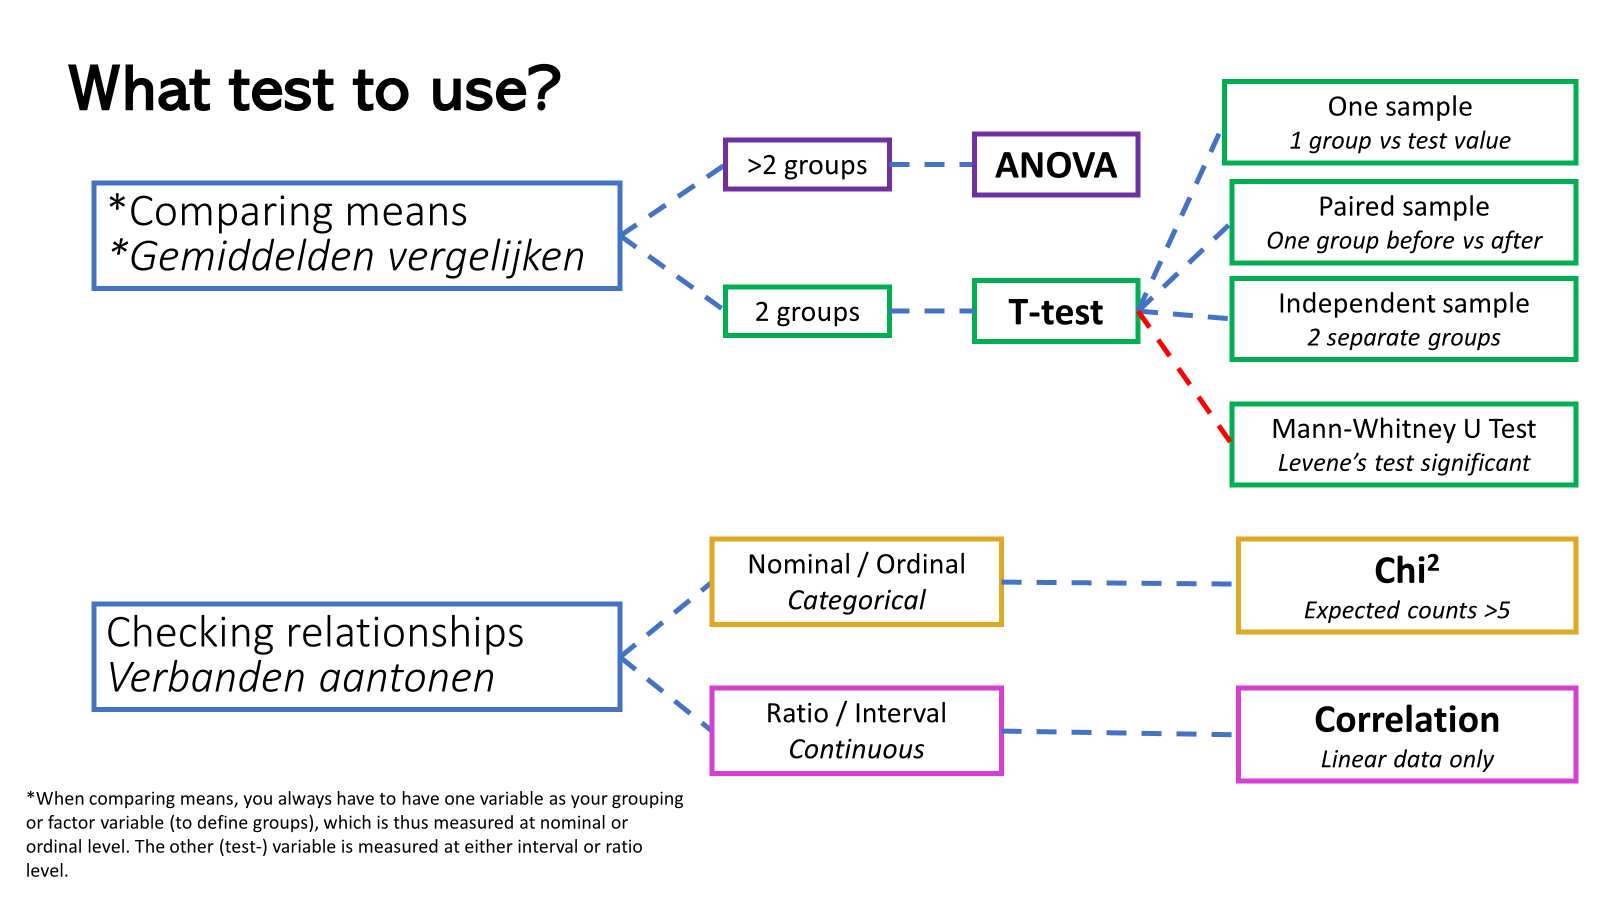 What test to use?
*Comparing means
*Gemiddelden vergelijken
>2 groups
ANOVA
2 groups
T-test
One sample
1 group vs test value
Paired sample
One group before vs after
Independent sample
2 separate groups
Mann-Whitney U Test
Levene’s test significant
Checking relationships
Verbanden aantonen
Nominal / Ordinal
Categorical
Chi²
Expected counts >5
Ratio / Interval
Continuous
Correlation
Linear data only
*When comparing means, you always have to have one variable as your grouping
or factor variable (to define groups), which is thus measured at nominal or
ordinal level. The other (test-) variable is measured at either interval or ratio
level.